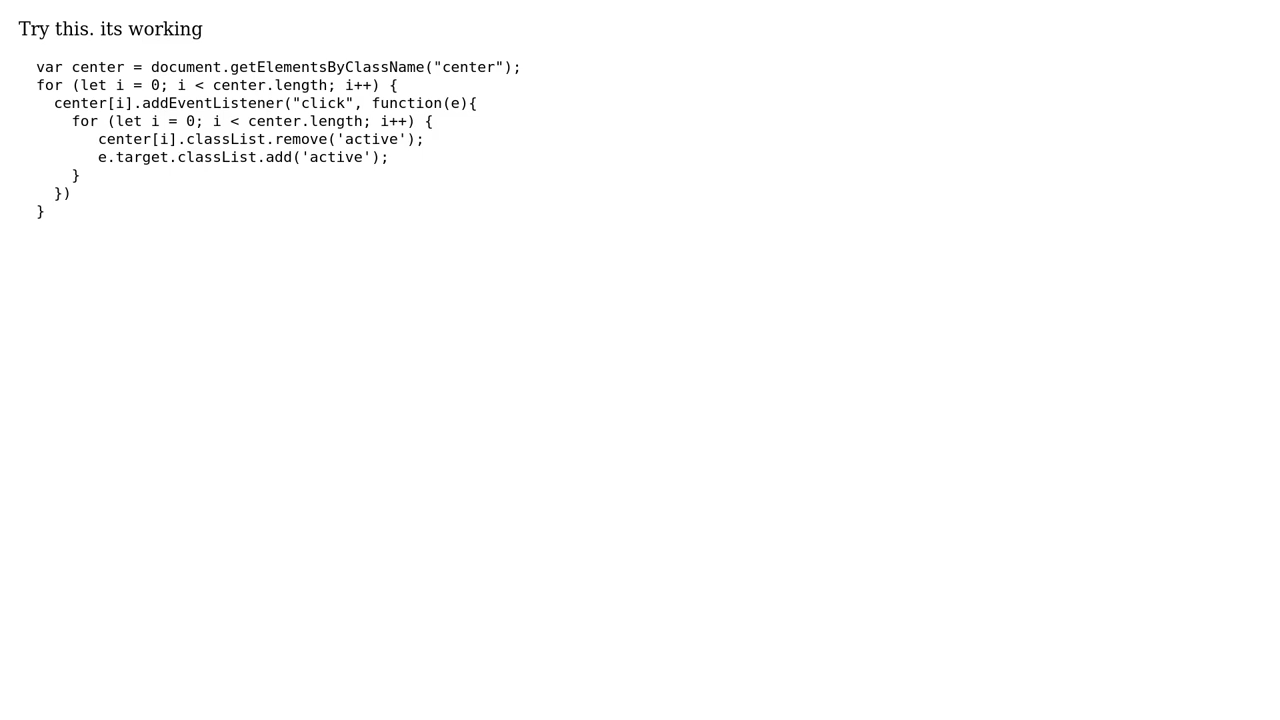 Try this. its working
var center = document.getElementsByClassName("center");
for (let i = 0; i < center.length; i++) {
  center[i].addEventListener("click", function(e){
    for (let i = 0; i < center.length; i++) {
       center[i].classList.remove('active');
       e.target.classList.add('active');
    }
  })
}